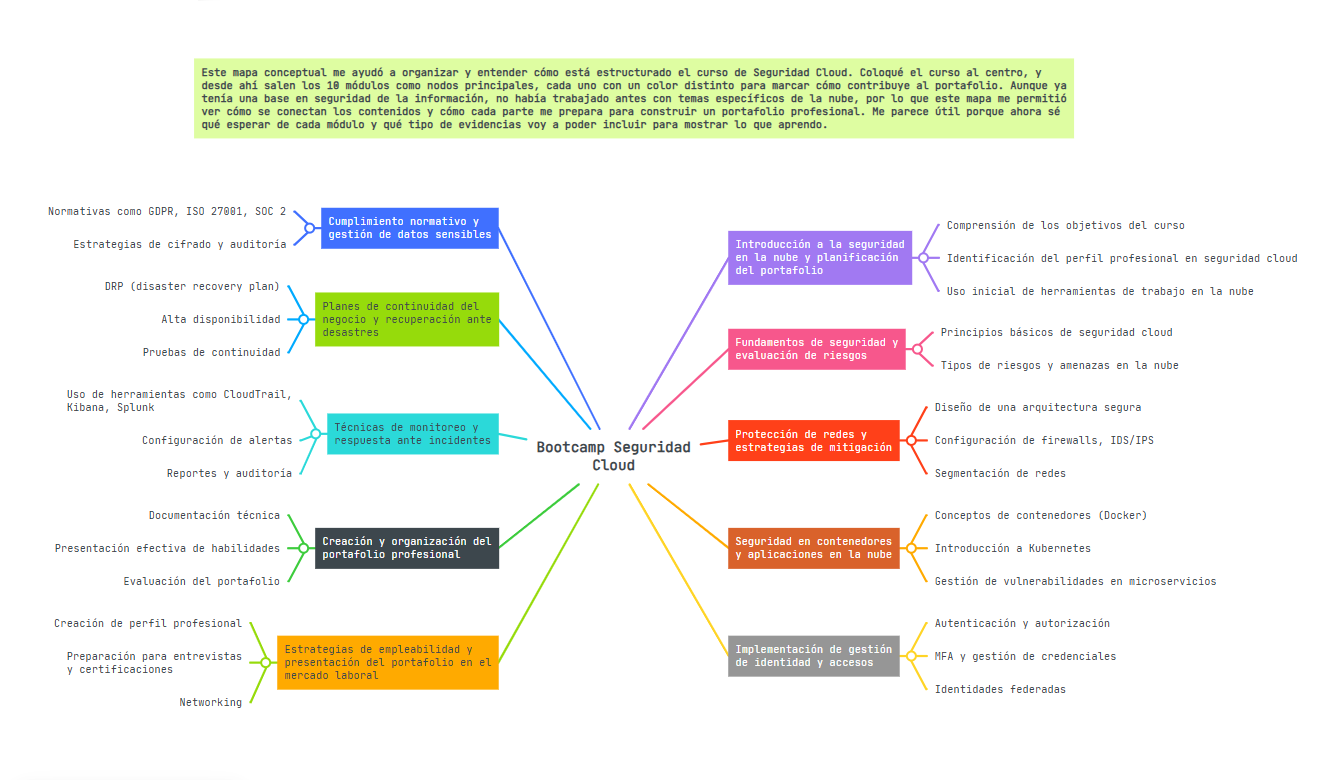 Este mapa conceptual me ayudó a organizar y entender cómo está estructurado el curso de Seguridad Cloud. Coloqué el curso al centro, y
desde ahí salen los 10 módulos como nodos principales, cada uno con un color distinto para marcar cómo contribuye al portafolio. Aunque ya
tenía una base en seguridad de la información, no había trabajado antes con temas específicos de la nube, por lo que este mapa me permitió
ver cómo se conectan los contenidos y cómo cada parte me prepara para construir un portafolio profesional. Me parece útil porque ahora sé
qué esperar de cada módulo y qué tipo de evidencias voy a poder incluir para mostrar lo que aprendo.
Bootcamp Seguridad
Cloud
Introducción a la seguridad
en la nube y planificación
del portafolio
Comprensión de los objetivos del curso
Identificación del perfil profesional en seguridad cloud
Uso inicial de herramientas de trabajo en la nube
Fundamentos de seguridad y
evaluación de riesgos
Principios básicos de seguridad cloud
Tipos de riesgos y amenazas en la nube
Protección de redes y
estrategias de mitigación
Diseño de una arquitectura segura
Configuración de firewalls, IDS/IPS
Segmentación de redes
Seguridad en contenedores
y aplicaciones en la nube
Conceptos de contenedores (Docker)
Introducción a Kubernetes
Gestión de vulnerabilidades en microservicios
Implementación de gestión
de identidad y accesos
Autenticación y autorización
MFA y gestión de credenciales
Identidades federadas
Cumplimiento normativo y
gestión de datos sensibles
Normativas como GDPR, ISO 27001, SOC 2
Estrategias de cifrado y auditoría
Planes de continuidad del
negocio y recuperación ante
desastres
DRP (disaster recovery plan)
Alta disponibilidad
Pruebas de continuidad
Técnicas de monitoreo y
respuesta ante incidentes
Uso de herramientas como CloudTrail,
Kibana, Splunk
Configuración de alertas
Reportes y auditoría
Creación y organización del
portafolio profesional
Documentación técnica
Presentación efectiva de habilidades
Evaluación del portafolio
Estrategias de empleabilidad y
presentación del portafolio en el
mercado laboral
Creación de perfil profesional
Preparación para entrevistas
y certificaciones
Networking